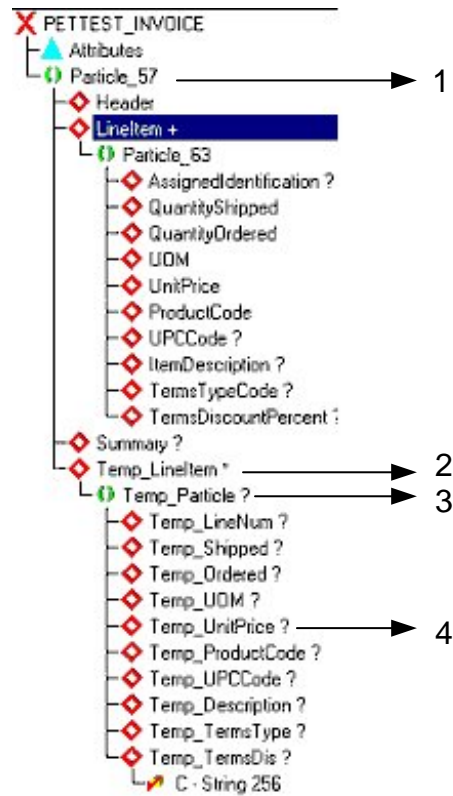 PETTEST_INVOICE
Attributes
Particle_57 1
Header
LineItem +
Particle_63
AssignedIdentification ?
QuantityShipped
QuantityOrdered
UOM
UnitPrice
ProductCode
UPCCode ?
ItemDescription ?
TermsTypeCode ?
TermsDiscountPercent ?
Summary ?
Temp_LineItem * 2
Temp_Particle ? 3
Temp_LineNum ?
Temp_Shipped ?
Temp_Ordered ?
Temp_UOM ?
Temp_UnitPrice ? 4
Temp_ProductCode ?
Temp_UPCCode ?
Temp_Description ?
Temp_TermsType ?
Temp_TermsDis ?
C - String 256